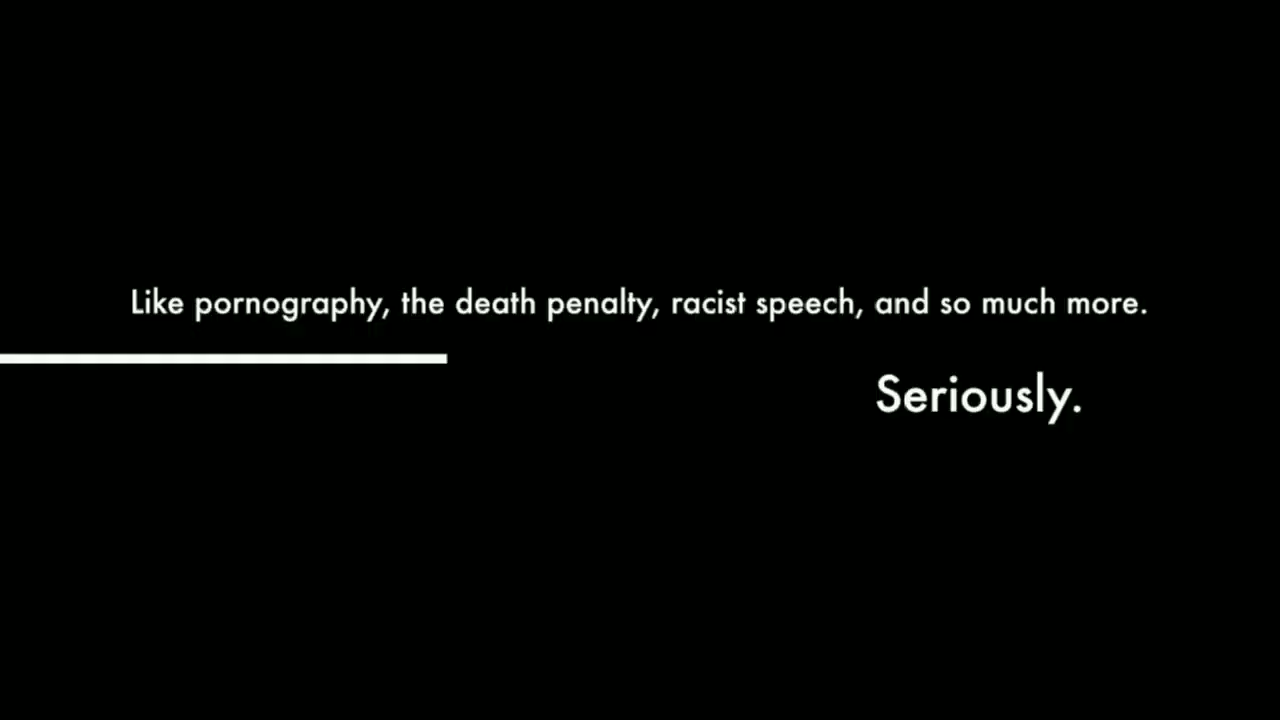 Like pornography, the death penalty, racist speech, and so much more.
Seriously.